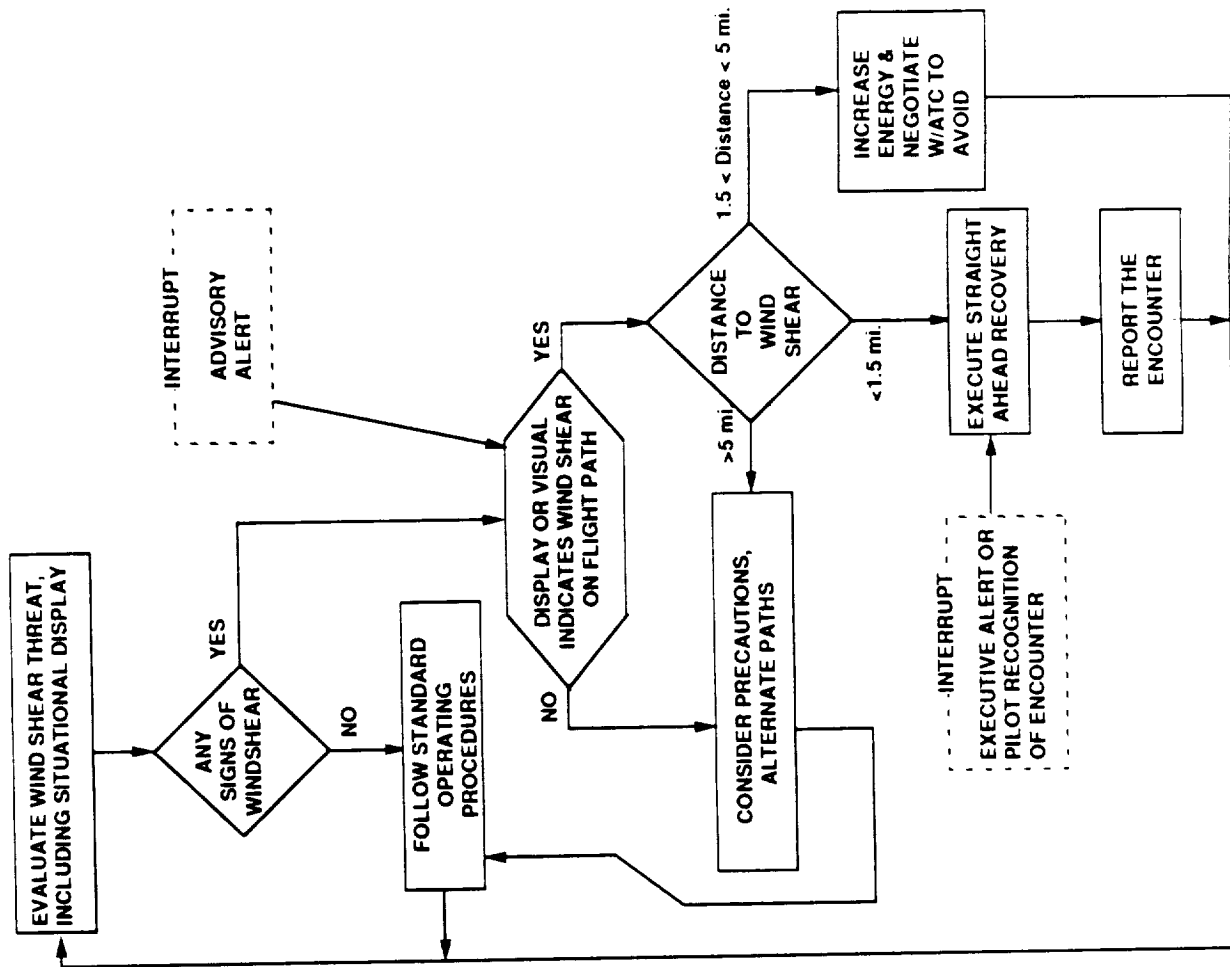 EVALUATE WIND SHEAR THREAT,
INCLUDING SITUATIONAL DISPLAY
ANY
SIGNS OF
WINDSHEAR
YES
NO
FOLLOW STANDARD
OPERATING
PROCEDURES
INTERRUPT
ADVISORY
ALERT
DISPLAY OR VISUAL
INDICATES WIND SHEAR
ON FLIGHT PATH
YES
NO
DISTANCE
TO
WIND
SHEAR
>5 mi
<1.5 mi.
1.5 < Distance < 5 mi.
CONSIDER PRECAUTIONS,
ALTERNATE PATHS
INCREASE
ENERGY &
NEGOTIATE
W/ATC TO
AVOID
INTERRUPT
EXECUTIVE ALERT OR
PILOT RECOGNITION
OF ENCOUNTER
EXECUTE STRAIGHT
AHEAD RECOVERY
REPORT THE
ENCOUNTER